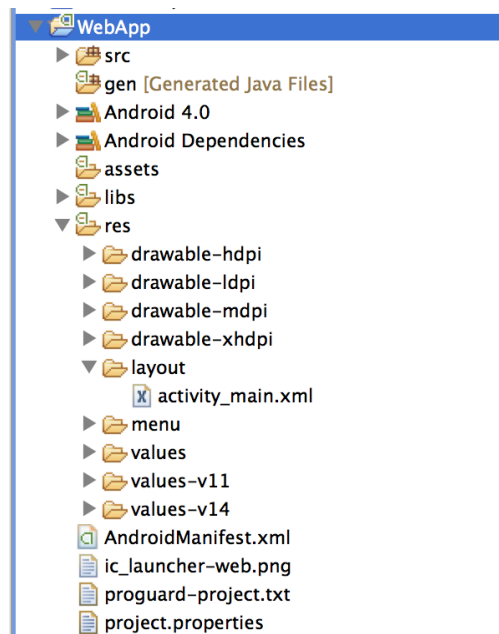 WebApp
src
gen [Generated Java Files]
Android 4.0
Android Dependencies
assets
libs
res
drawable-hdpi
drawable-ldpi
drawable-mdpi
drawable-xhdpi
layout
activity_main.xml
menu
values
values-v11
values-v14
AndroidManifest.xml
ic_launcher-web.png
proguard-project.txt
project.properties